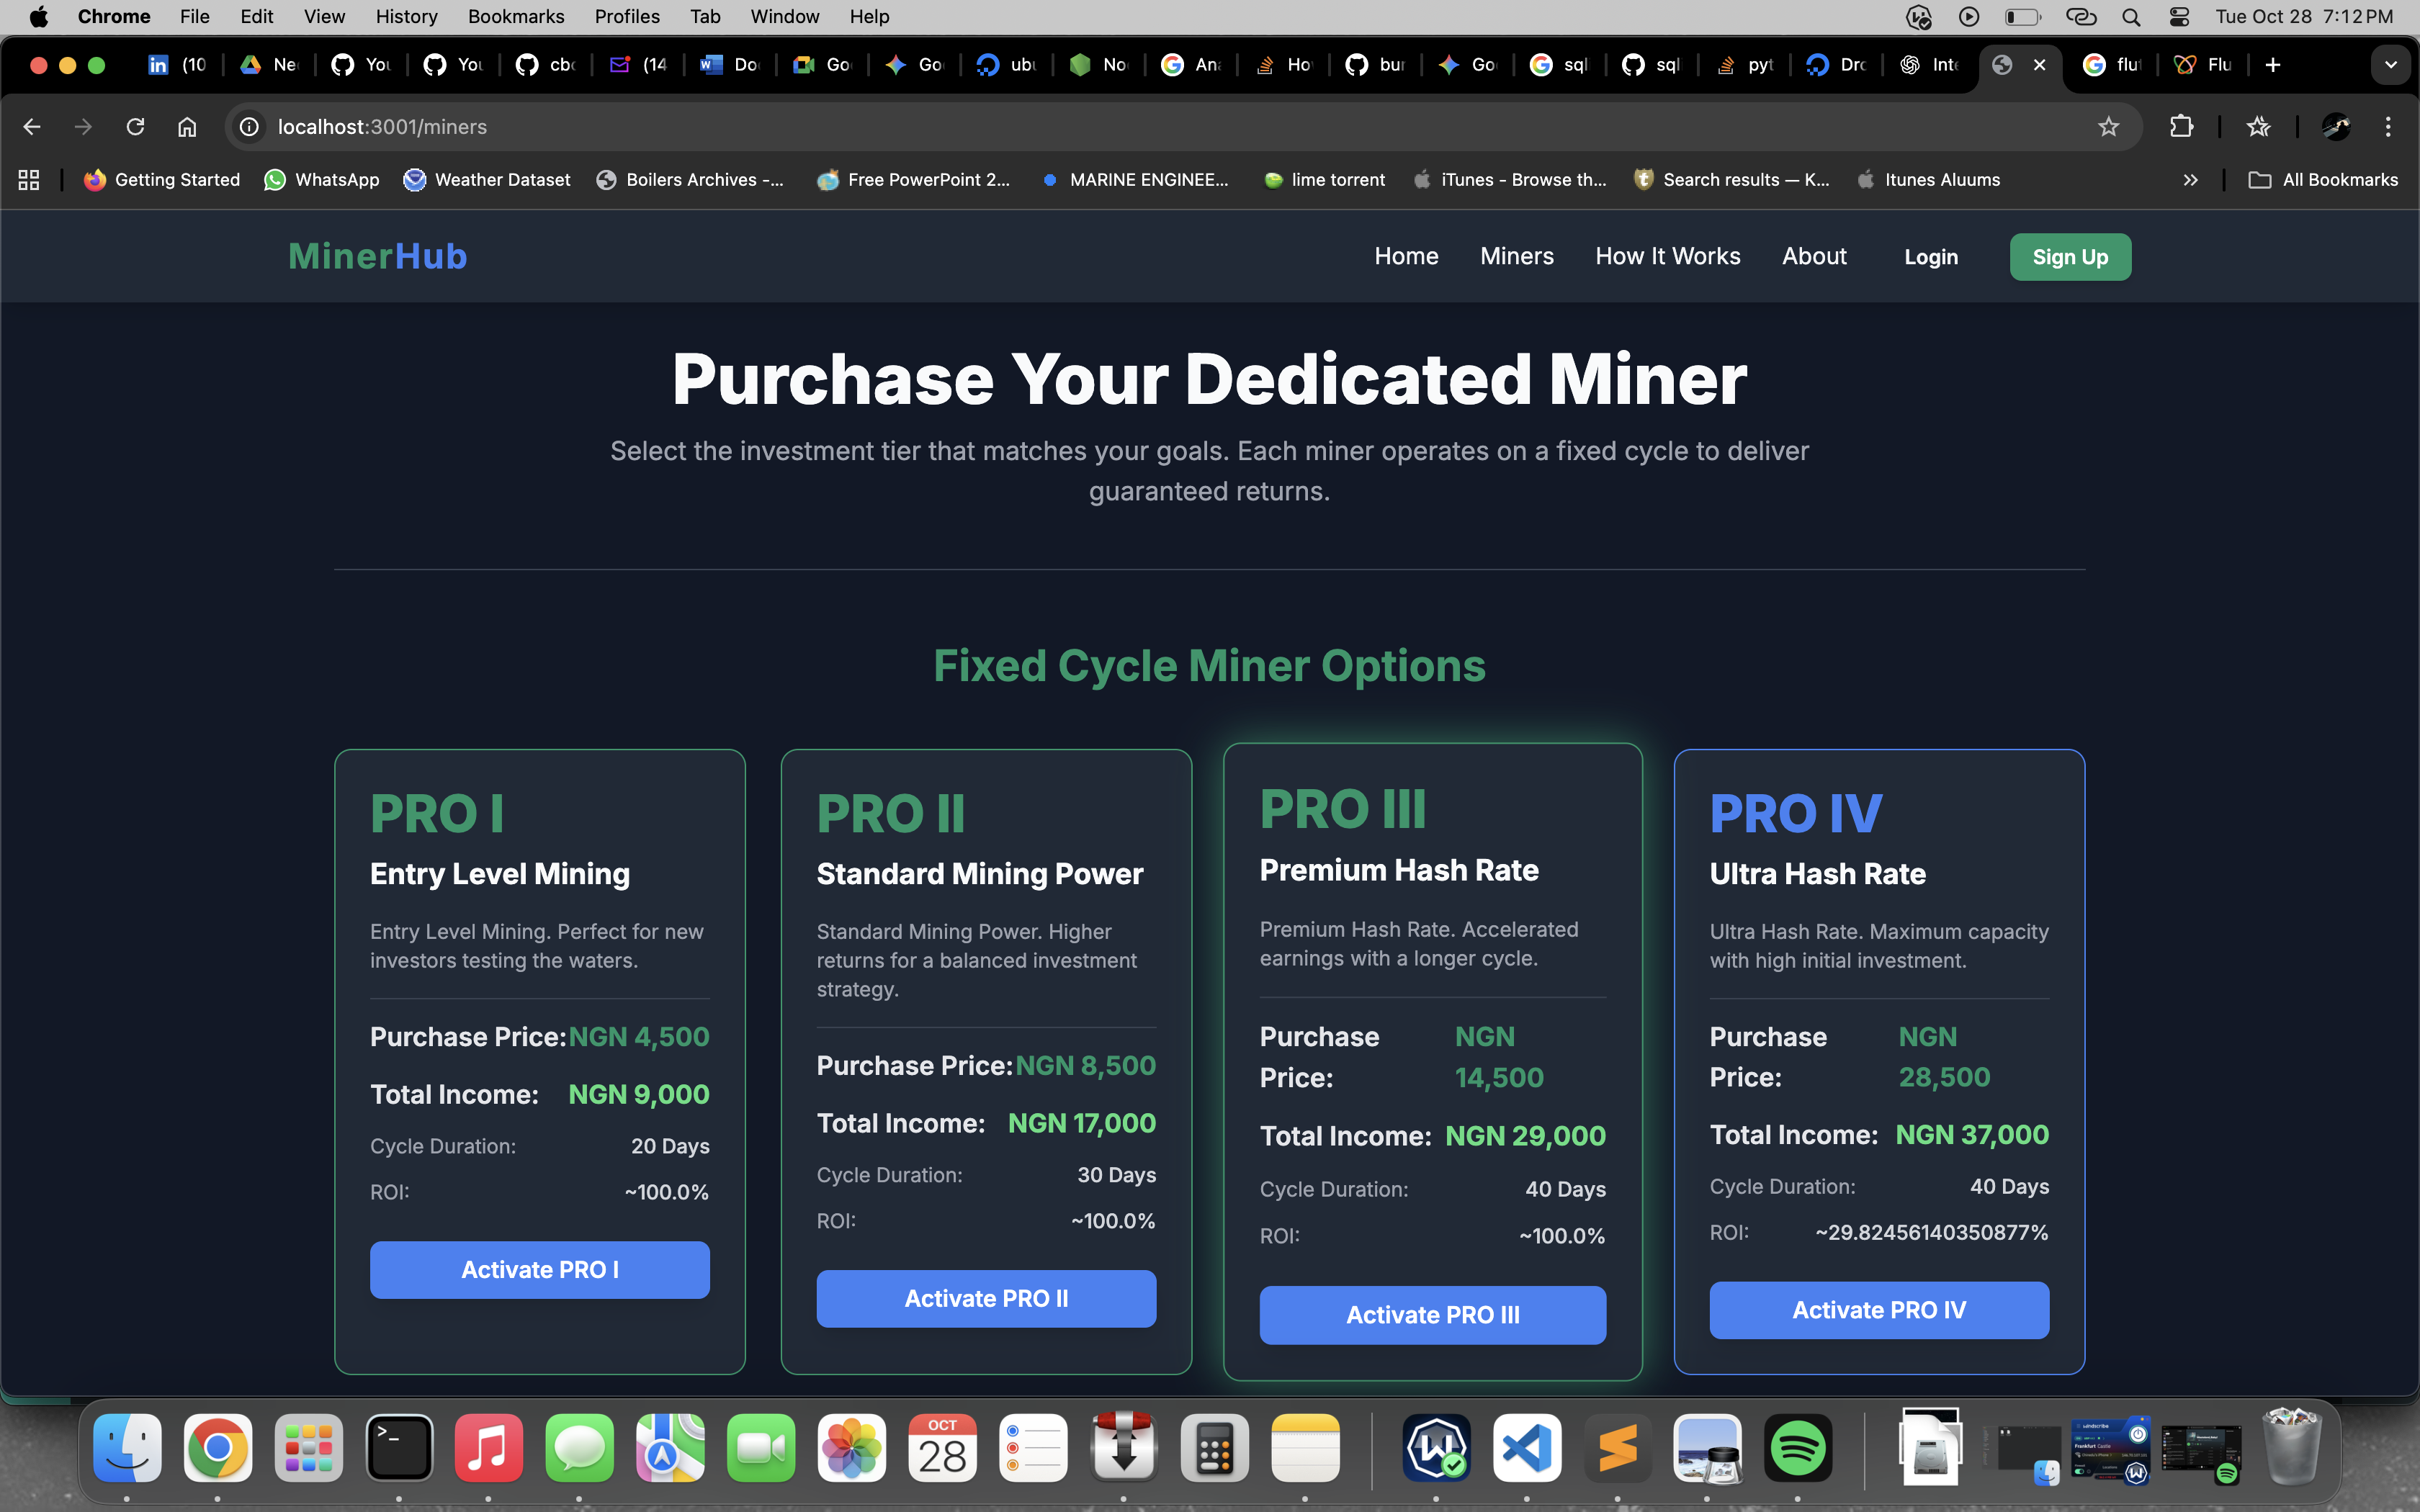 Chrome File Edit View History Bookmarks Profiles Tab Window Help Tue Oct 28 7:12 PM
(10 Ne You You cbc (14 Do Go Go ubu No Ana Ho bur Go sql sql pyt Drc Inte flut Flu
localhost:3001/miners
Getting Started WhatsApp Weather Dataset Boilers Archives -... Free PowerPoint 2... MARINE ENGINEE... lime torrent iTunes - Browse th... Search results — K... Itunes Aluums All Bookmarks
MinerHub Home Miners How It Works About Login Sign Up
Purchase Your Dedicated Miner
Select the investment tier that matches your goals. Each miner operates on a fixed cycle to deliver
guaranteed returns.
Fixed Cycle Miner Options
PRO I
Entry Level Mining
Entry Level Mining. Perfect for new
investors testing the waters.
Purchase Price: NGN 4,500
Total Income: NGN 9,000
Cycle Duration: 20 Days
ROI: ~100.0%
Activate PRO I
PRO II
Standard Mining Power
Standard Mining Power. Higher
returns for a balanced investment
strategy.
Purchase Price: NGN 8,500
Total Income: NGN 17,000
Cycle Duration: 30 Days
ROI: ~100.0%
Activate PRO II
PRO III
Premium Hash Rate
Premium Hash Rate. Accelerated
earnings with a longer cycle.
Purchase NGN
Price: 14,500
Total Income: NGN 29,000
Cycle Duration: 40 Days
ROI: ~100.0%
Activate PRO III
PRO IV
Ultra Hash Rate
Ultra Hash Rate. Maximum capacity
with high initial investment.
Purchase NGN
Price: 28,500
Total Income: NGN 37,000
Cycle Duration: 40 Days
ROI: ~29.82456140350877%
Activate PRO IV
OCT
28